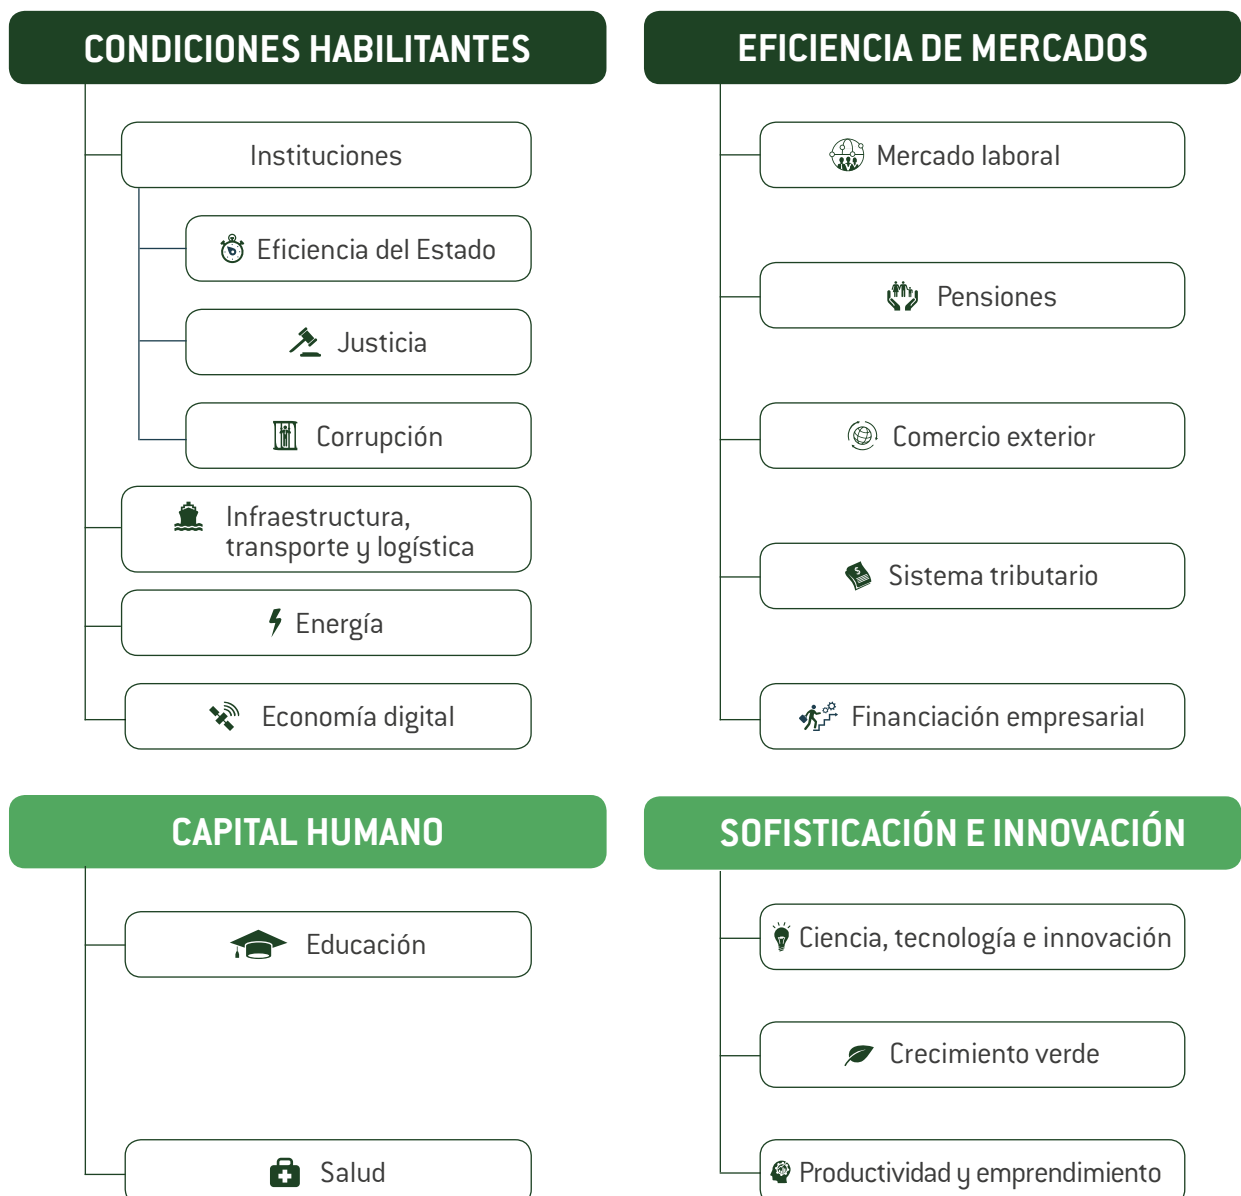 CONDICIONES HABILITANTES
Instituciones
Eficiencia del Estado
Justicia
Corrupción
Infraestructura,
transporte y logística
Energía
Economía digital
EFICIENCIA DE MERCADOS
Mercado laboral
Pensiones
Comercio exterior
Sistema tributario
Financiación empresarial
CAPITAL HUMANO
Educación
Salud
SOFISTICACIÓN E INNOVACIÓN
Ciencia, tecnología e innovación
Crecimiento verde
Productividad y emprendimiento